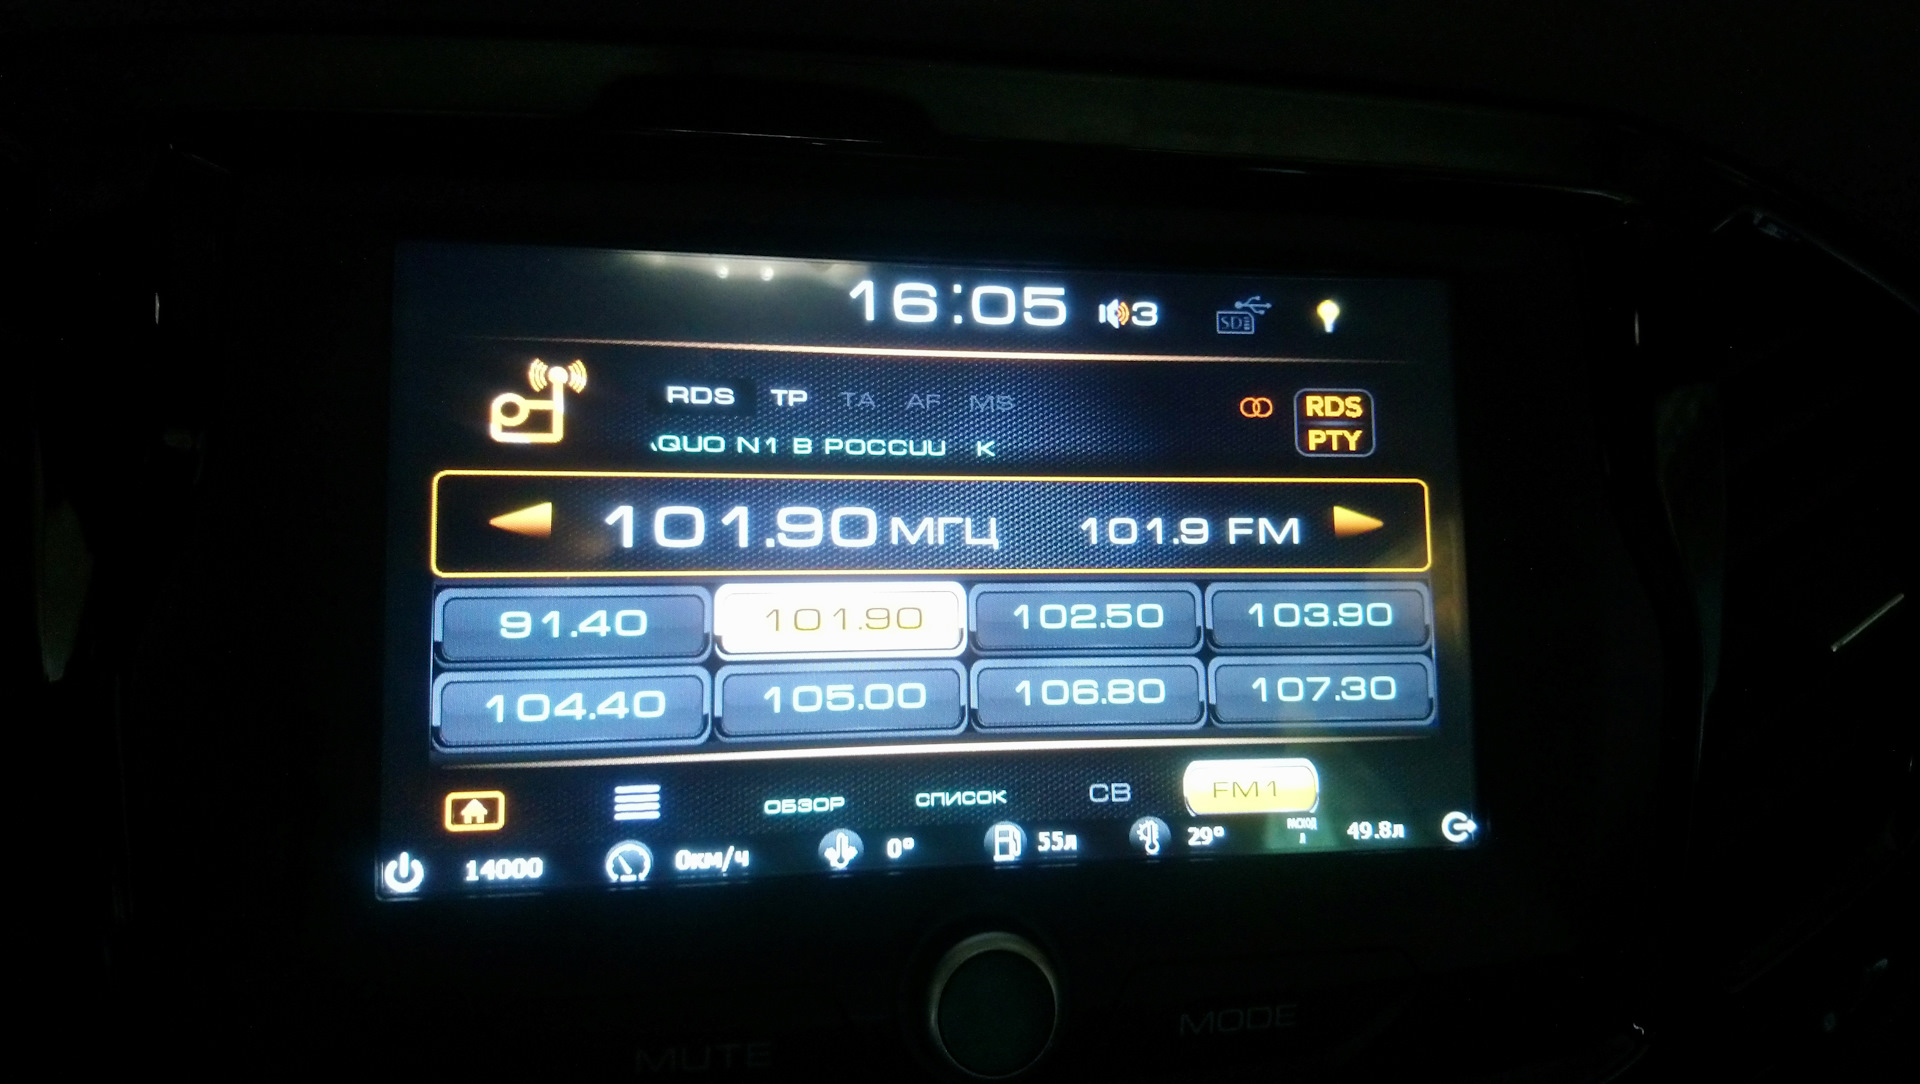 16:05 3 SD
RDS TP TA AF MS RDS
QUO N1 В РОССИИ К PTY
101.90 МГЦ 101.9 FM
91.40 101.90 102.50 103.90
104.40 105.00 106.80 107.30
ОБЗОР СПИСОК СВ FM1
14000 0км/ч 0° 55л 29° РАСХОД Л 49.8л
MUTE MODE